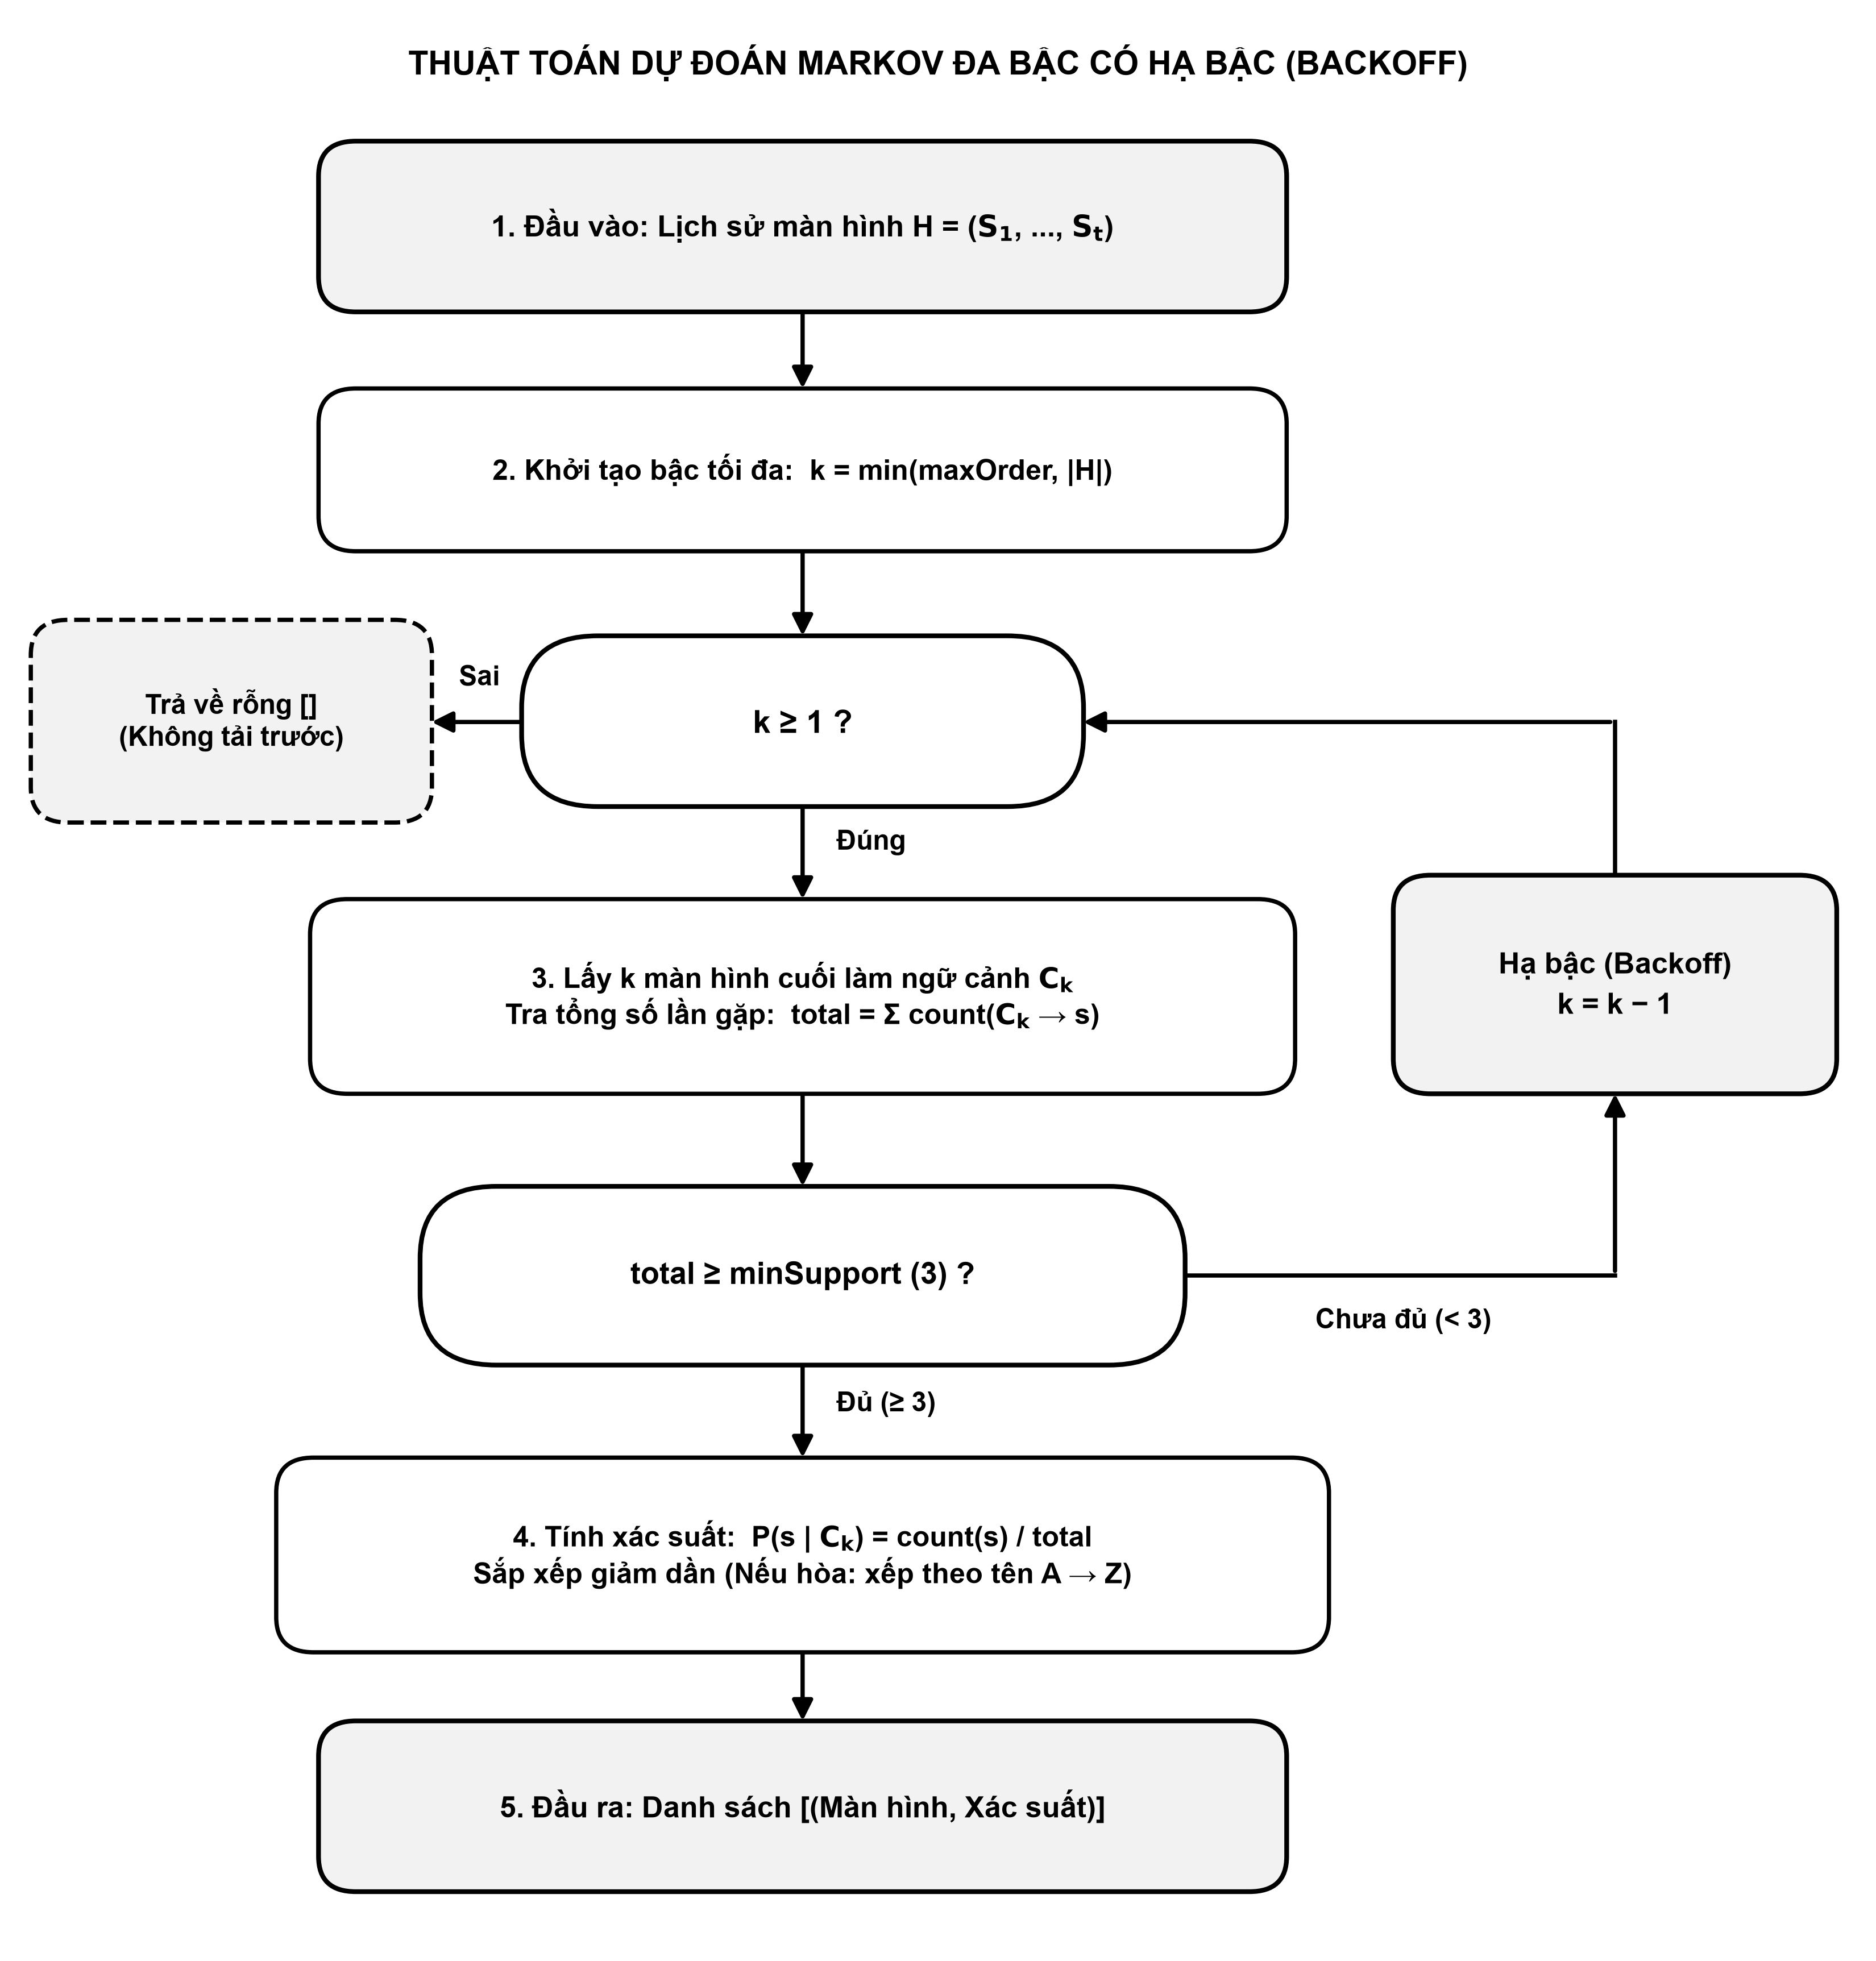 THUẬT TOÁN DỰ ĐOÁN MARKOV ĐA BẬC CÓ HẠ BẬC (BACKOFF)
1. Đầu vào: Lịch sử màn hình H = (S₁, ..., Sₜ)
2. Khởi tạo bậc tối đa: k = min(maxOrder, |H|)
Sai
Trả về rỗng []
(Không tải trước)
k ≥ 1 ?
Đúng
3. Lấy k màn hình cuối làm ngữ cảnh Cₖ
Tra tổng số lần gặp: total = Σ count(Cₖ → s)
Hạ bậc (Backoff)
k = k − 1
total ≥ minSupport (3) ?
Chưa đủ (< 3)
Đủ (≥ 3)
4. Tính xác suất: P(s | Cₖ) = count(s) / total
Sắp xếp giảm dần (Nếu hòa: xếp theo tên A → Z)
5. Đầu ra: Danh sách [(Màn hình, Xác suất)]